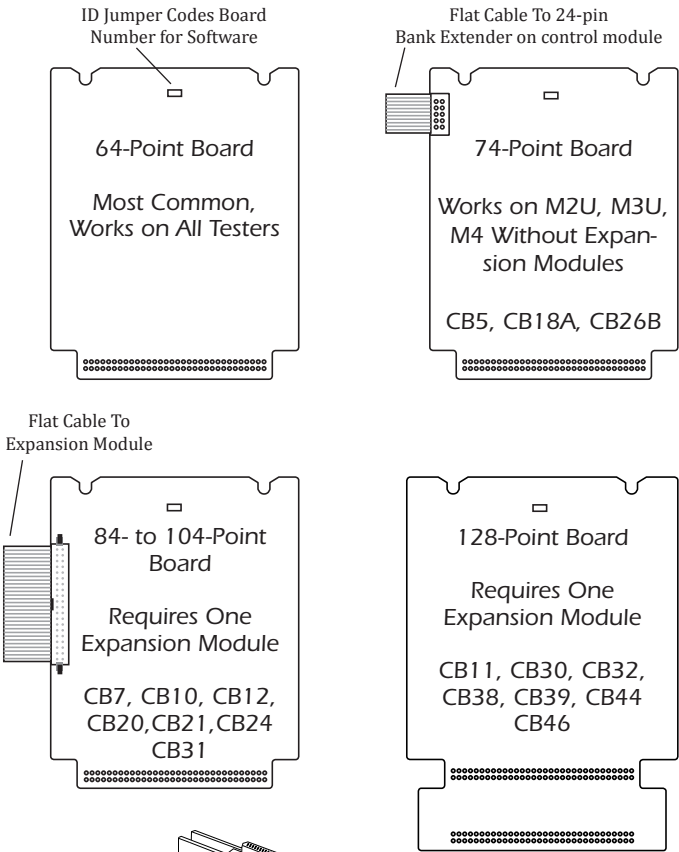 ID Jumper Codes Board
Number for Software
64-Point Board
Most Common,
Works on All Testers
Flat Cable To 24-pin
Bank Extender on control module
74-Point Board
Works on M2U, M3U,
M4 Without Expan-
sion Modules
CB5, CB18A, CB26B
Flat Cable To
Expansion Module
84- to 104-Point
Board
Requires One
Expansion Module
CB7, CB10, CB12,
CB20,CB21,CB24
CB31
128-Point Board
Requires One
Expansion Module
CB11, CB30, CB32,
CB38, CB39, CB44
CB46